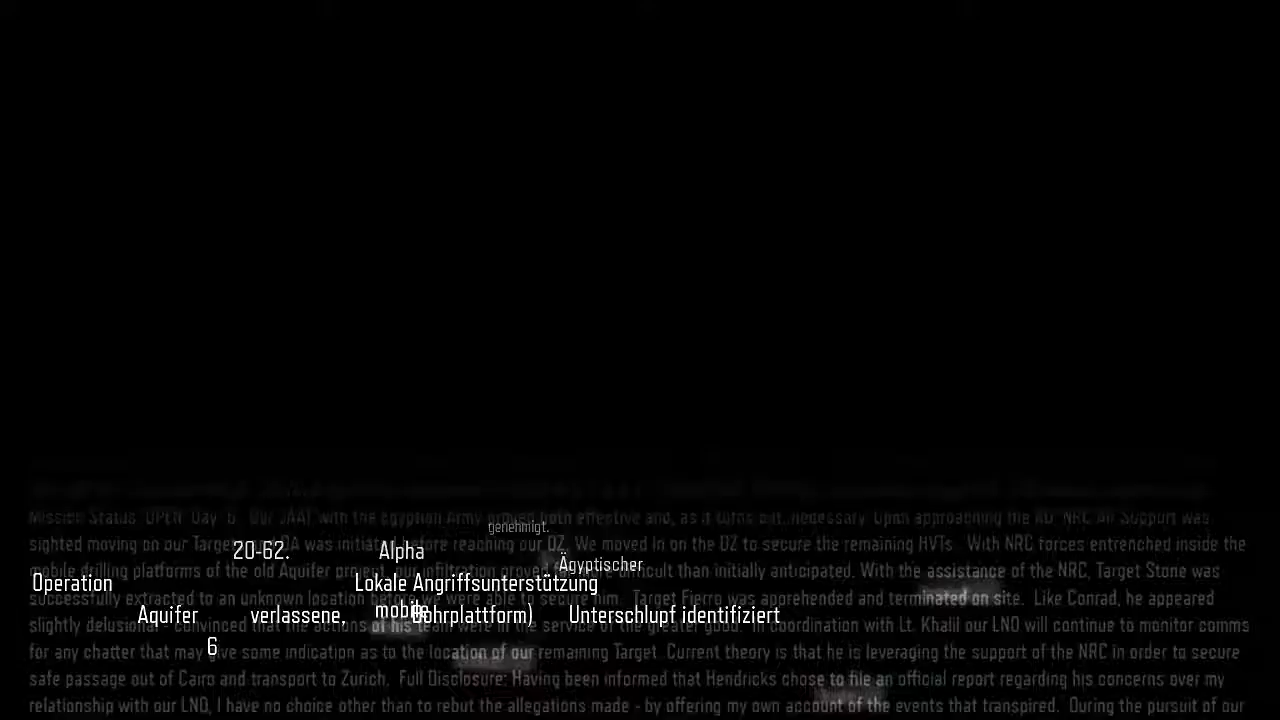 genehmigt.
20-62. Alpha
Ägyptischer
Operation Lokale Angriffsunterstützung
Aquifer verlassene, mobile Bohrplattform) Unterschlupf identifiziert
6
Mission Status: OPEN. Day 6. Our JAAT with the Egyptian Army proved both effective and, as it turns out, necessary. Upon approaching the RD, NRC Air Support was
sighted moving on our Target and DA was initiated before reaching our DZ. We moved in on the DZ to secure the remaining HVTs. With NRC forces entrenched inside the
mobile drilling platforms of the old Aquifer project, our infiltration proved more difficult than initially anticipated. With the assistance of the NRC, Target Stone was
successfully extracted to an unknown location before we were able to secure him. Target Fierro was apprehended and terminated on site. Like Conrad, he appeared
slightly delusional - convinced that the actions of his team were in the service of the greater good. In coordination with Lt. Khalil our LNO will continue to monitor comms
for any chatter that may give some indication as to the location of our remaining Target. Current theory is that he is leveraging the support of the NRC in order to secure
safe passage out of Cairo and transport to Zurich. Full Disclosure: Having been informed that Hendricks chose to file an official report regarding his concerns over my
relationship with our LNO, I have no choice other than to rebut the allegations made - by offering my own account of the events that transpired. During the pursuit of our